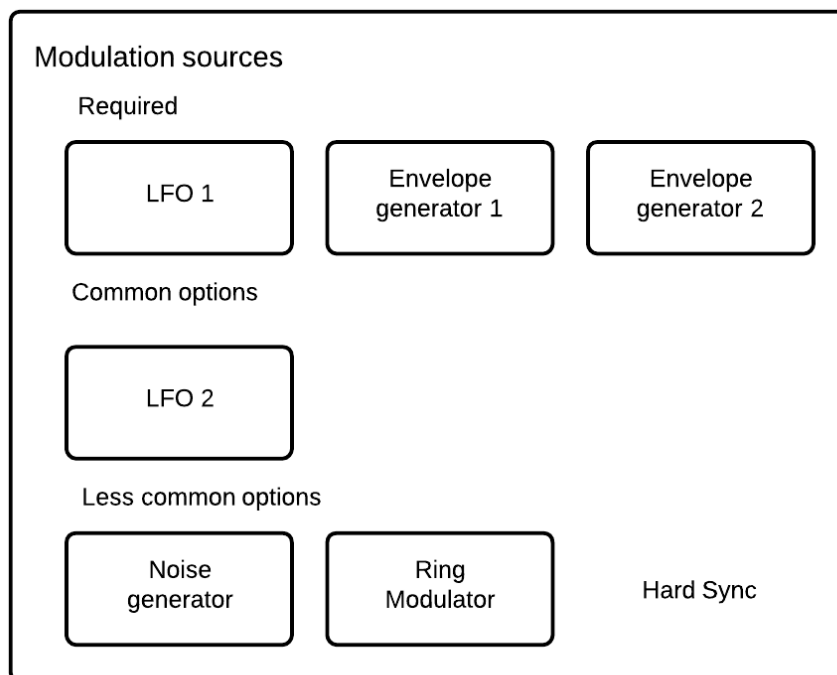 Modulation sources
Required
LFO 1
Envelope
generator 1
Envelope
generator 2
Common options
LFO 2
Less common options
Noise
generator
Ring
Modulator
Hard Sync